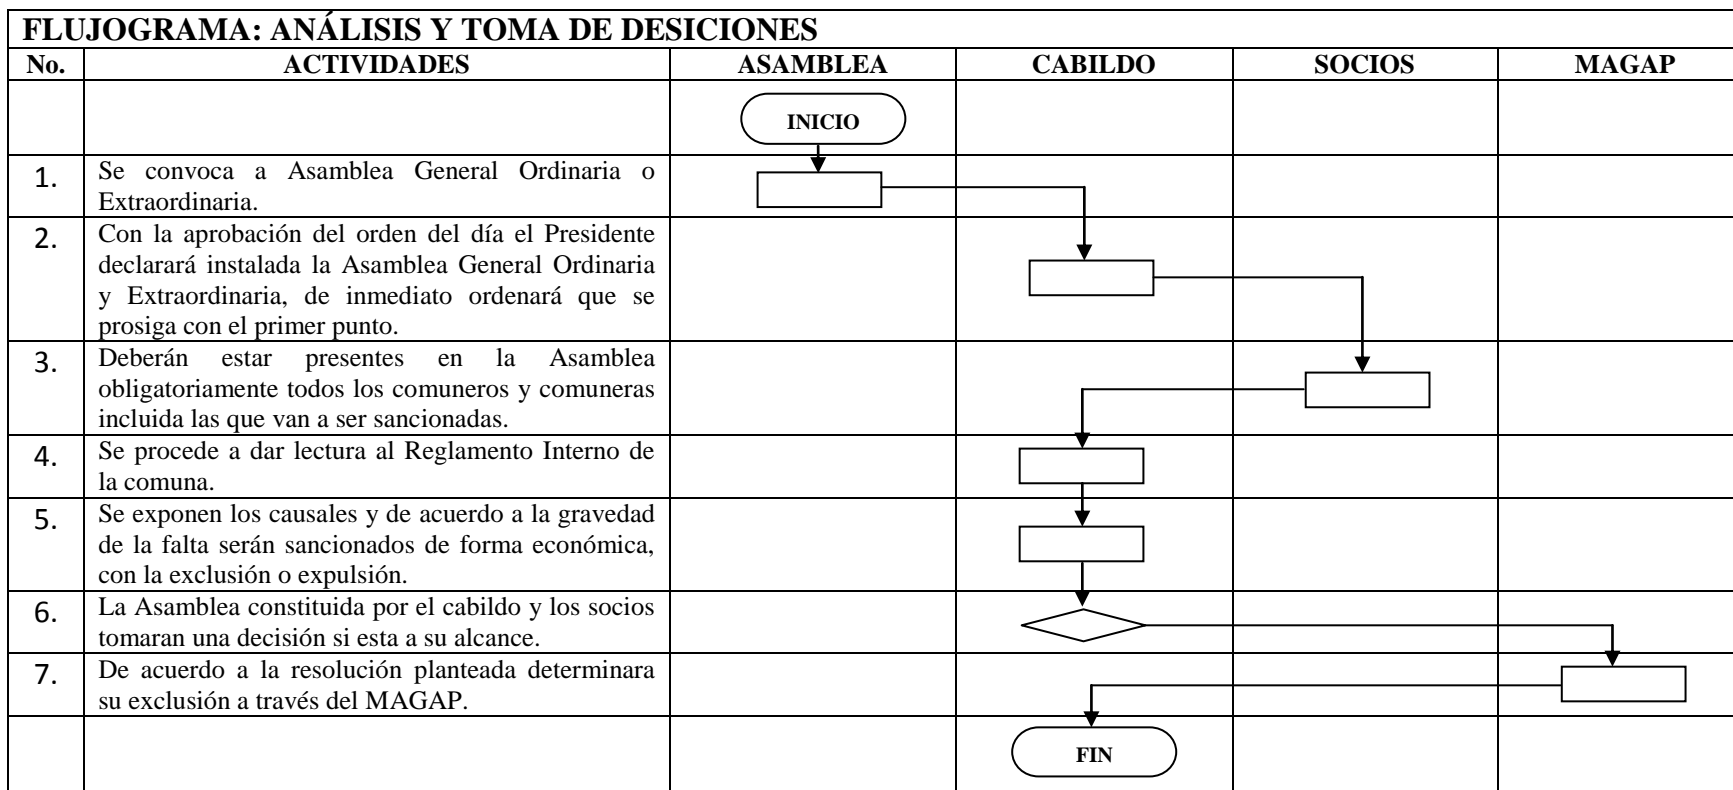 FLUJOGRAMA: ANÁLISIS Y TOMA DE DESICIONES
No. ACTIVIDADES ASAMBLEA CABILDO SOCIOS MAGAP
INICIO
1. Se convoca a Asamblea General Ordinaria o
Extraordinaria.
2. Con la aprobación del orden del día el Presidente
declarará instalada la Asamblea General Ordinaria
y Extraordinaria, de inmediato ordenará que se
prosiga con el primer punto.
3. Deberán estar presentes en la Asamblea
obligatoriamente todos los comuneros y comuneras
incluida las que van a ser sancionadas.
4. Se procede a dar lectura al Reglamento Interno de
la comuna.
5. Se exponen los causales y de acuerdo a la gravedad
de la falta serán sancionados de forma económica,
con la exclusión o expulsión.
6. La Asamblea constituida por el cabildo y los socios
tomaran una decisión si esta a su alcance.
7. De acuerdo a la resolución planteada determinara
su exclusión a través del MAGAP.
FIN